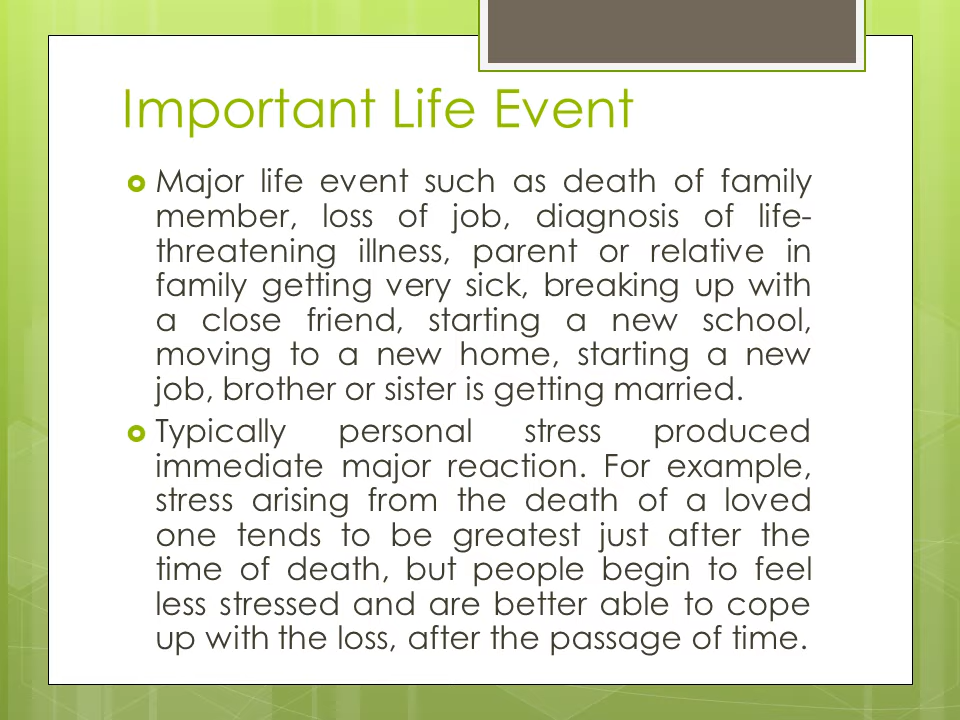 Important Life Event
Major life event such as death of family
member, loss of job, diagnosis of life-
threatening illness, parent or relative in
family getting very sick, breaking up with
a close friend, starting a new school,
moving to a new home, starting a new
job, brother or sister is getting married.
Typically personal stress produced
immediate major reaction. For example,
stress arising from the death of a loved
one tends to be greatest just after the
time of death, but people begin to feel
less stressed and are better able to cope
up with the loss, after the passage of time.